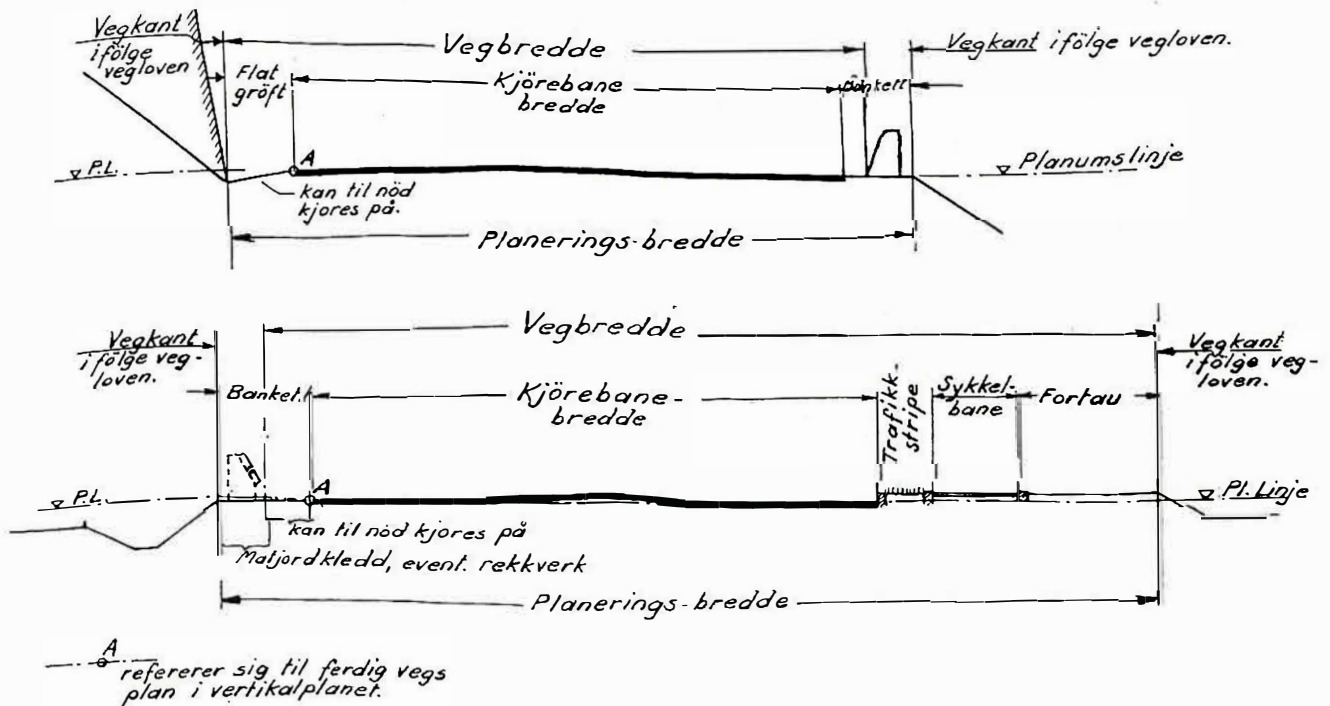 Vegkant
ifölge
vegloven
Vegbredde
Vegkant ifölge vegloven.
Flat
gröft
Kjörebane
bredde
Bankett
P.L.
A
Planumslinje
kan til nöd
kjores på.
Planerings-bredde
Vegbredde
Vegkant
ifölge veg-
loven.
Vegkant
ifölge veg-
loven.
Banket.
Kjörebane-
bredde
Trafikk-
stripe
Sykkel-
bane
Fortau
P.L.
A
Pl. Linje
kan til nöd kjores på
Matjordkledd, event. rekkverk
Planerings-bredde
A
refererer sig til ferdig vegs
plan i vertikalplanet.